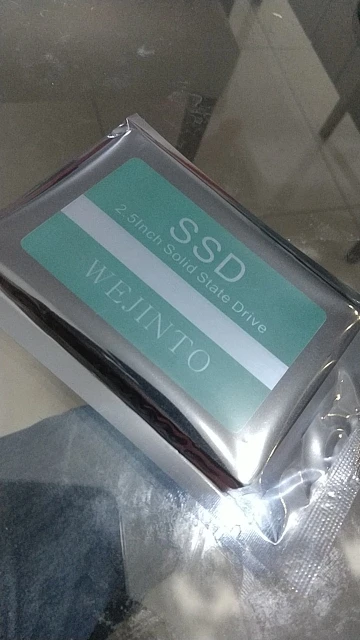 SSD
2.5Inch Solid State Drive
WEJINTO